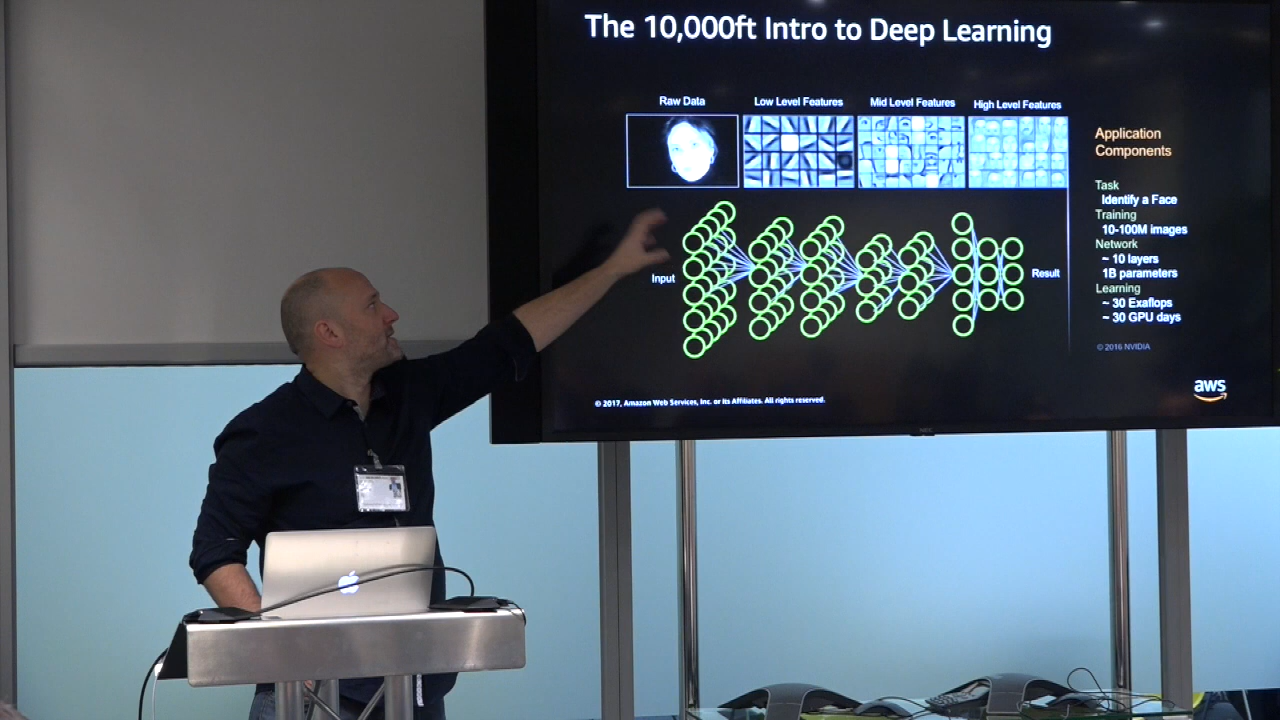 The 10,000ft Intro to Deep Learning
Raw Data
Low Level Features
Mid Level Features
High Level Features
Application
Components
Task
Identify a Face
Training
10-100M images
Network
~ 10 layers
1B parameters
Learning
~ 30 Exaflops
~ 30 GPU days
Input
Result
© 2016 NVIDIA
aws
© 2017, Amazon Web Services, Inc. or its Affiliates. All rights reserved.
NEC